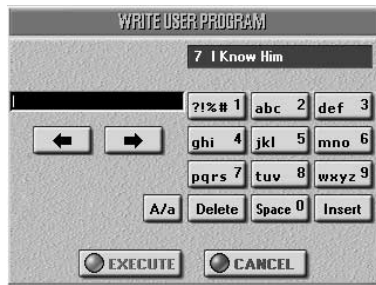 WRITE USER PROGRAM
7 I Know Him
?!%# 1 abc 2 def 3
ghi 4 jkl 5 mno 6
pqrs 7 tuv 8 wxyz 9
A/a Delete Space 0 Insert
EXECUTE CANCEL